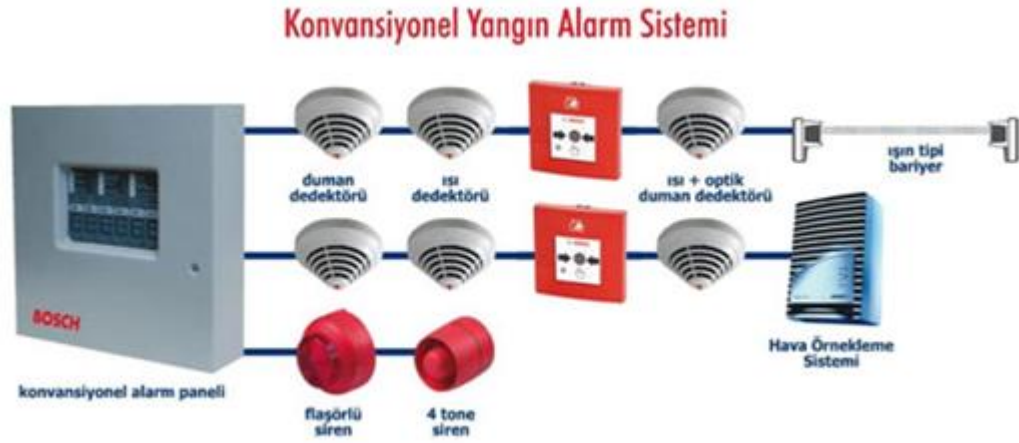 Konvansiyonel Yangın Alarm Sistemi
duman
dedektörü
ısı
dedektörü
ısı + optik
duman dedektörü
ışın tipi
bariyer
BOSCH
Hava Örnekleme
Sistemi
konvansiyonel alarm paneli
flaşörlü
siren
4 tone
siren